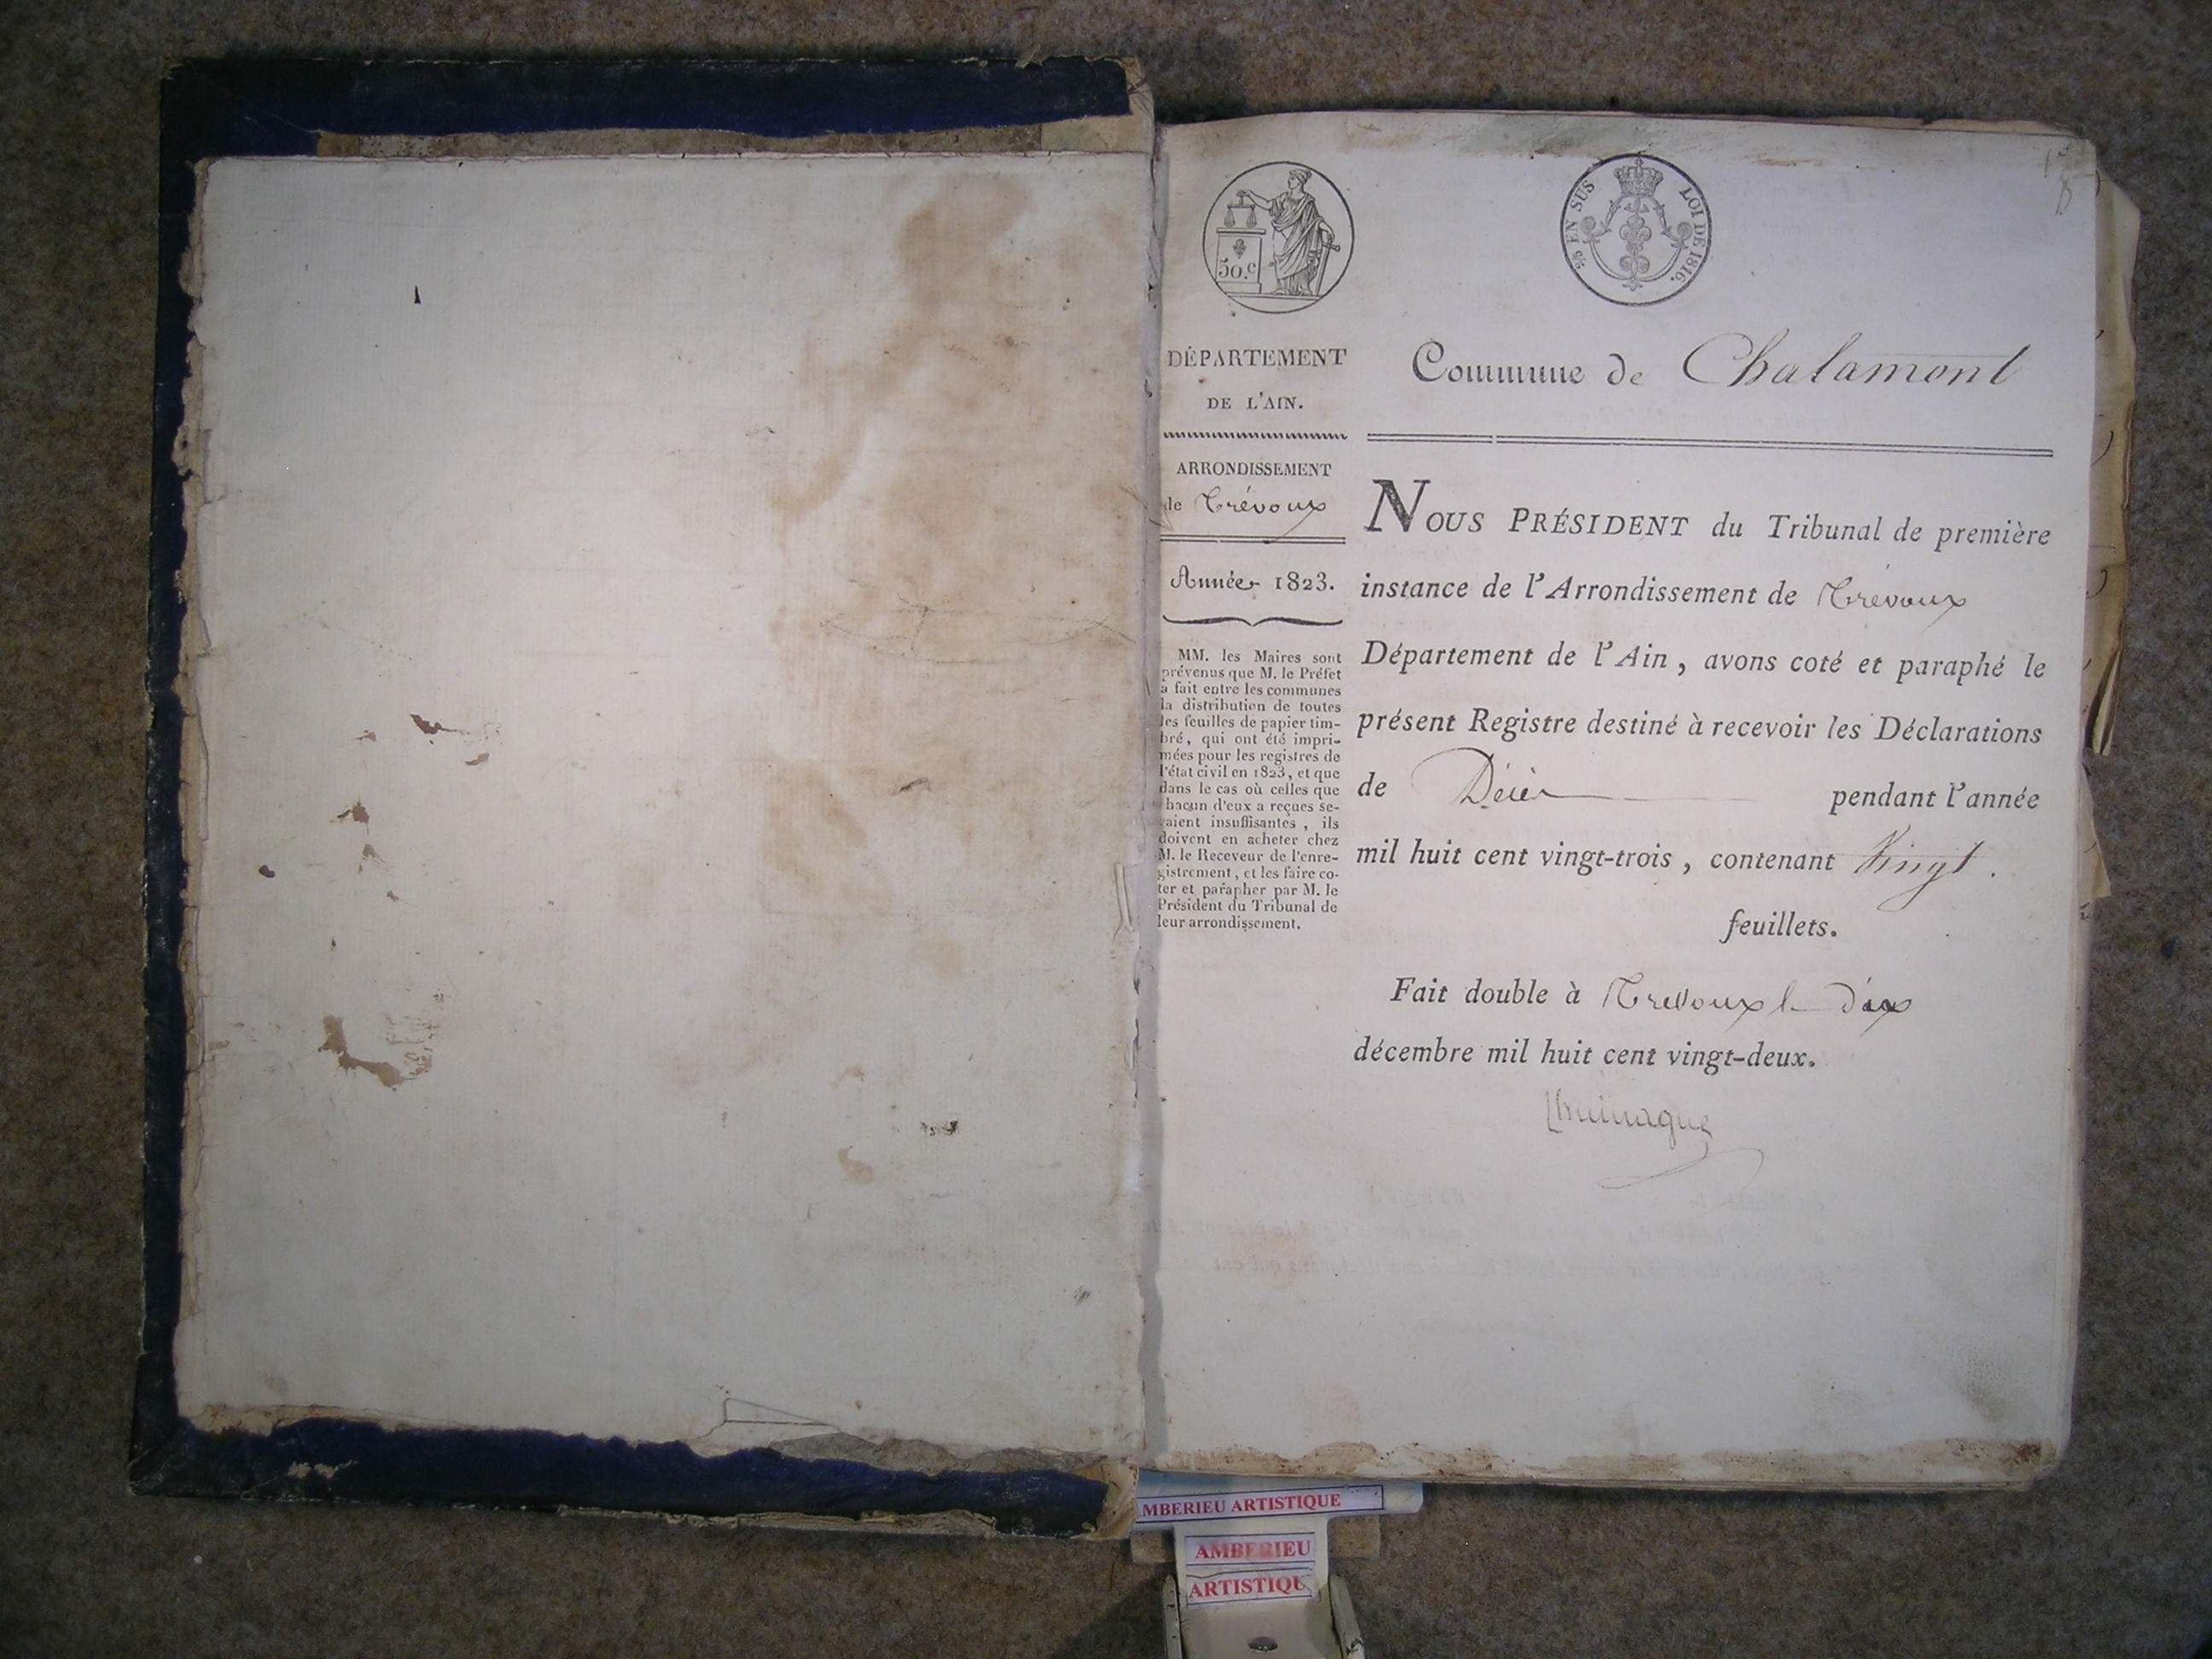 50.c
⅖ EN SUS LOI DE 1816.
DÉPARTEMENT
DE L'AIN.
ARRONDISSEMENT
de Trévoux
Année 1823.
MM. les Maires sont
prévenus que M. le Préfet
a fait entre les communes
la distribution de toutes
les feuilles de papier tim-
bré, qui ont été impri-
mées pour les registres de
l'état civil en 1823, et que
dans le cas où celles que
chacun d'eux a reçues se-
raient insuffisantes, ils
doivent en acheter chez
M. le Receveur de l'enre-
gistrement, et les faire co-
ter et parapher par M. le
Président du Tribunal de
leur arrondissement.
Commune de Chalamont
NOUS PRÉSIDENT du Tribunal de première
instance de l'Arrondissement de Trévoux
Département de l'Ain, avons coté et paraphé le
présent Registre destiné à recevoir les Déclarations
de Décès pendant l'année
mil huit cent vingt-trois, contenant Vingt.
feuillets.
Fait double à Trevoux le dix
décembre mil huit cent vingt-deux.
AMBERIEU ARTISTIQUE
AMBERIEU
ARTISTIQUE